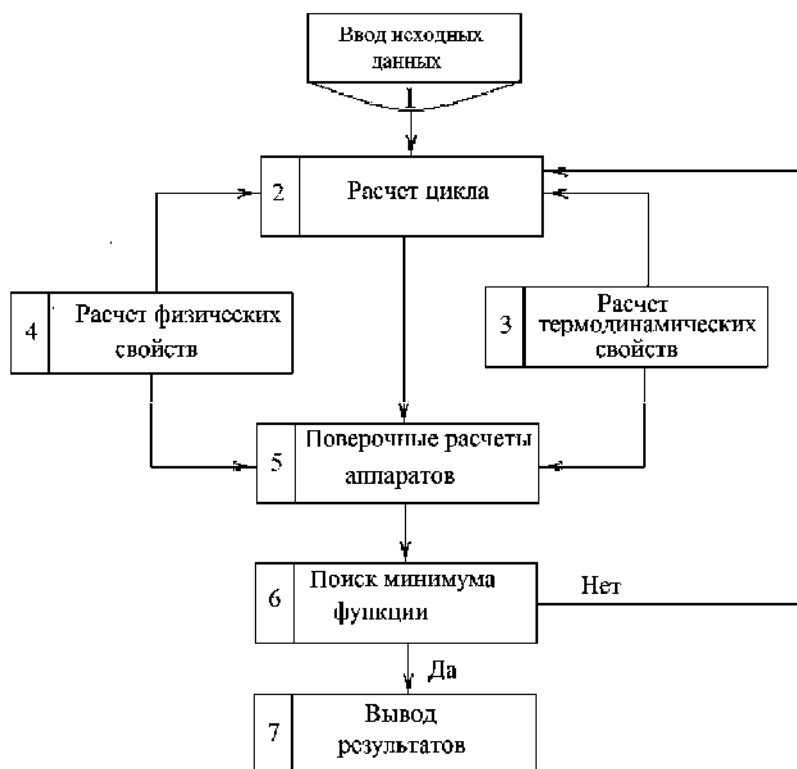 Ввод исходных
данных
1
2
Расчет цикла
4
Расчет физических
свойств
3
Расчет
термодинамических
свойств
5
Поверочные расчеты
аппаратов
6
Поиск минимума
функции
Нет
Да
7
Вывод
результатов